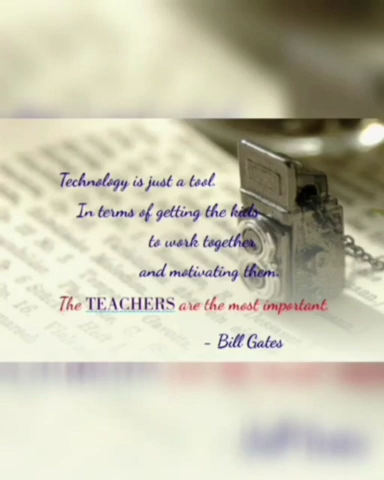 Technology is just a tool.
In terms of getting the kids
to work together
and motivating them.
The TEACHERS are the most important.
- Bill Gates